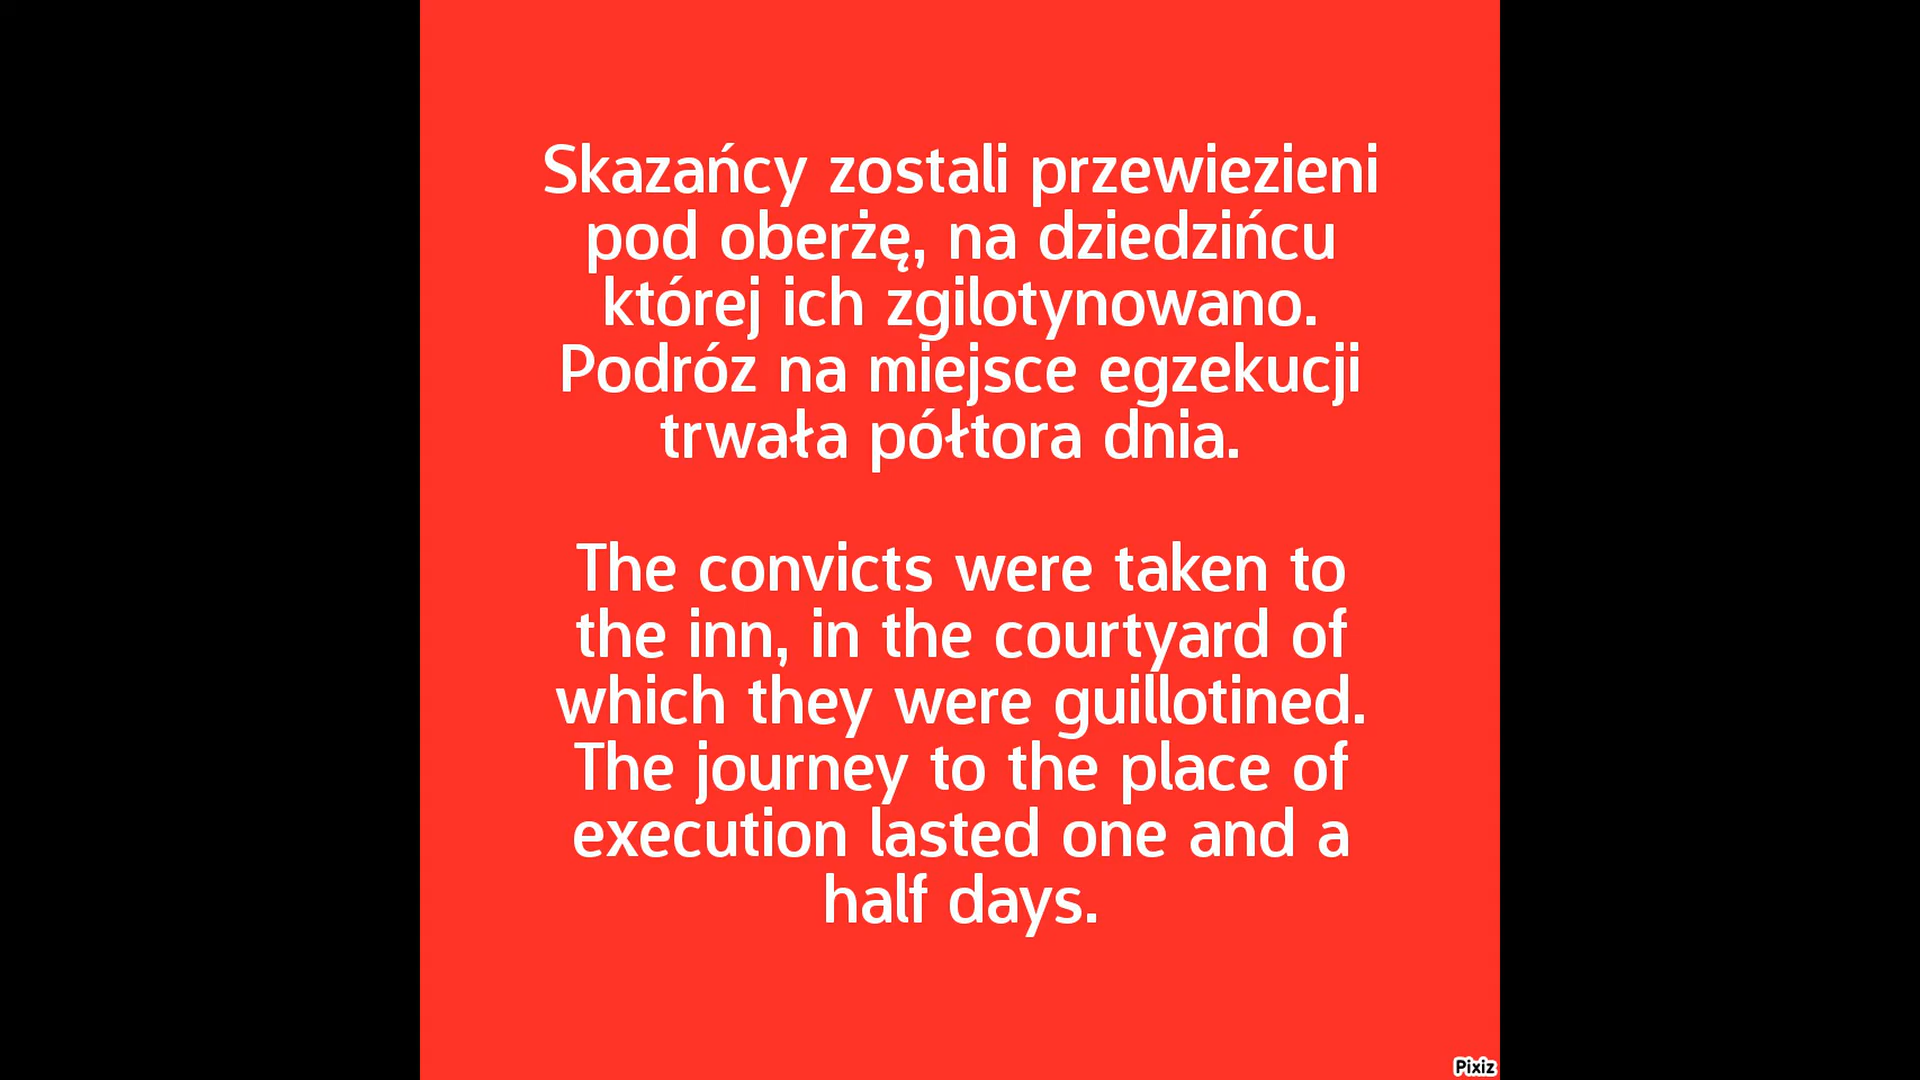 Skazańcy zostali przewiezieni
pod oberżę, na dziedzińcu
której ich zgilotynowano.
Podróz na miejsce egzekucji
trwała półtora dnia.
The convicts were taken to
the inn, in the courtyard of
which they were guillotined.
The journey to the place of
execution lasted one and a
half days.
Pixiz